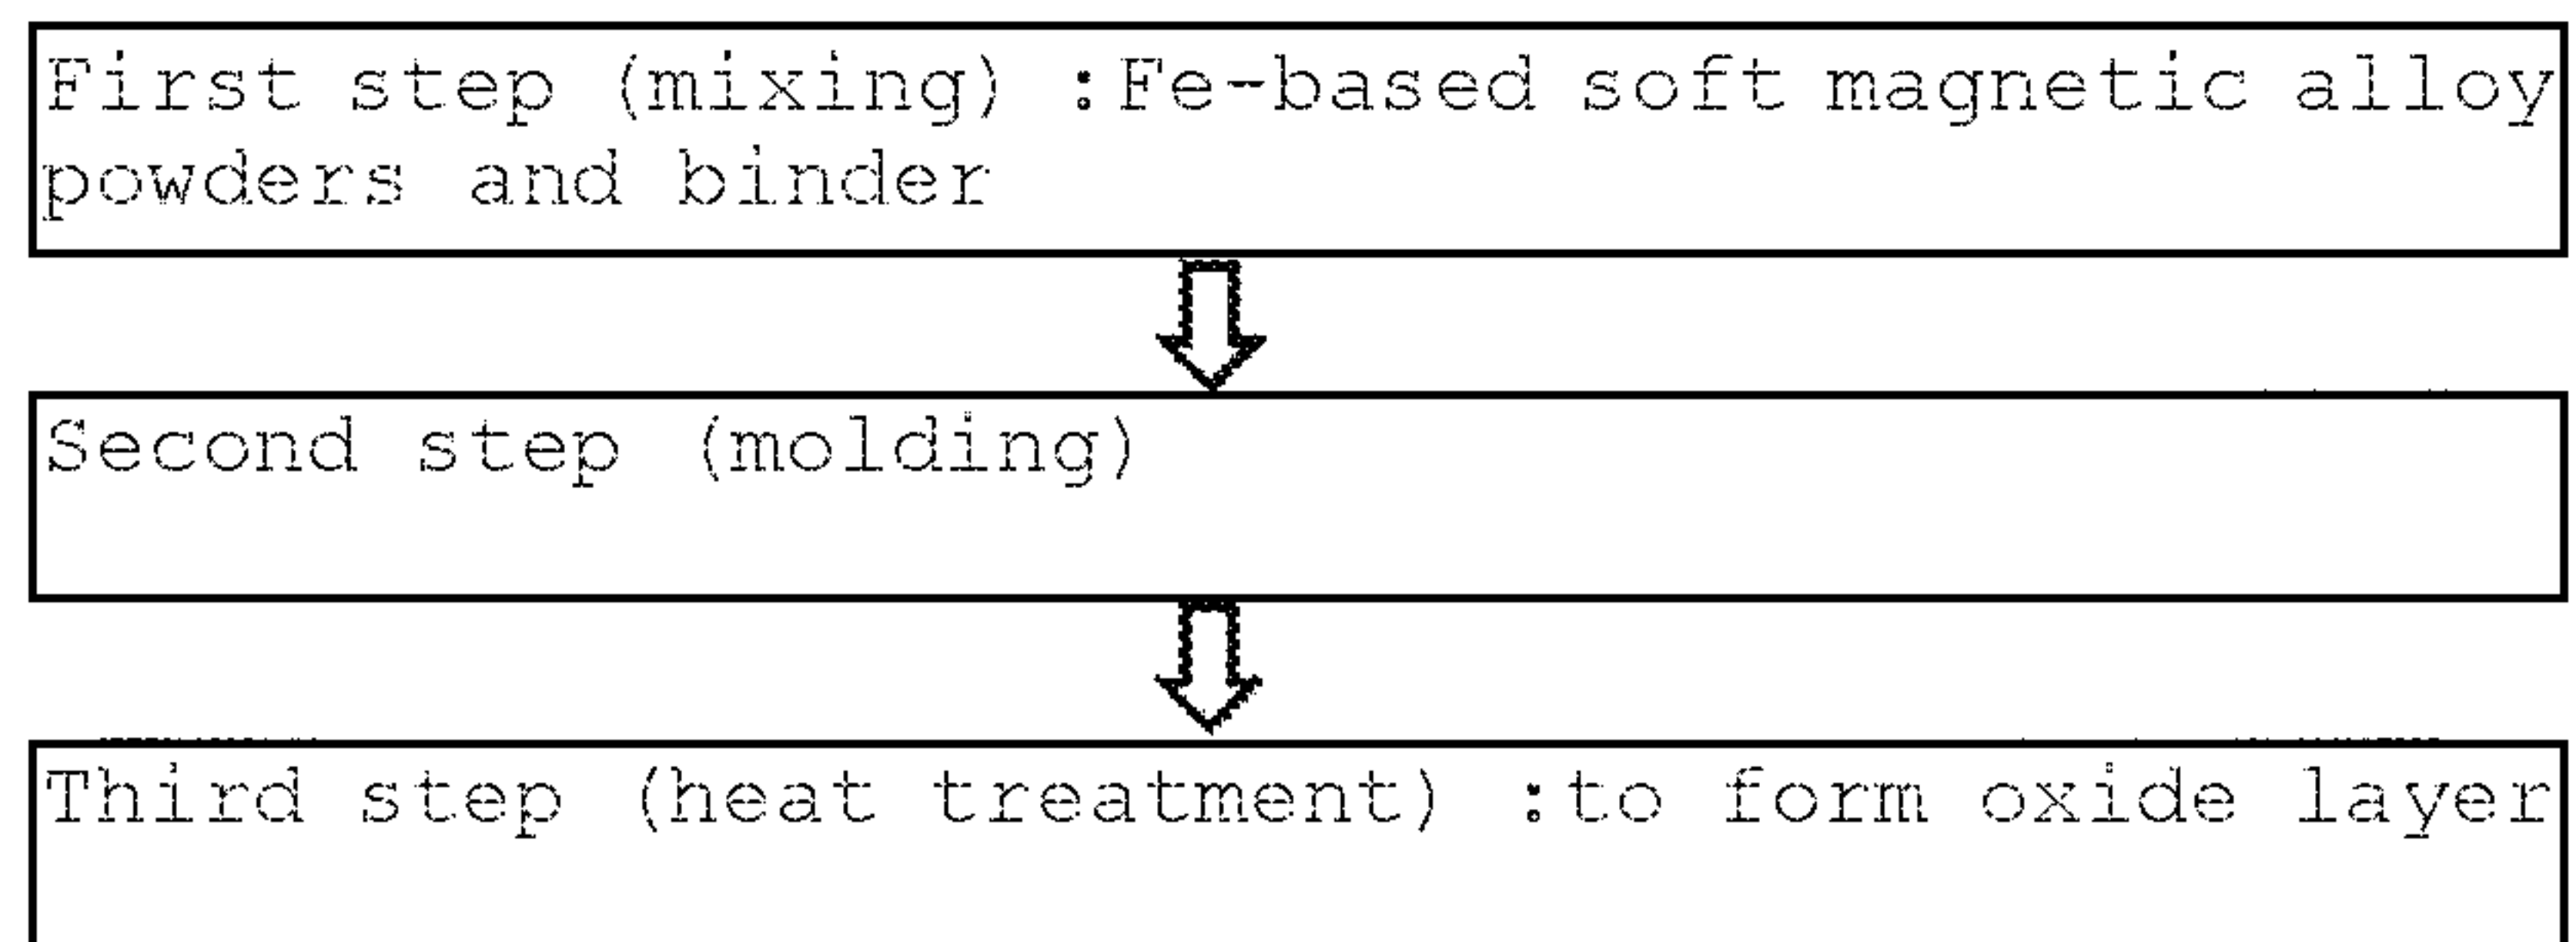 First step (mixing) :Fe-based soft magnetic alloy
powders and binder
Second step (molding)
Third step (heat treatment) :to form oxide layer